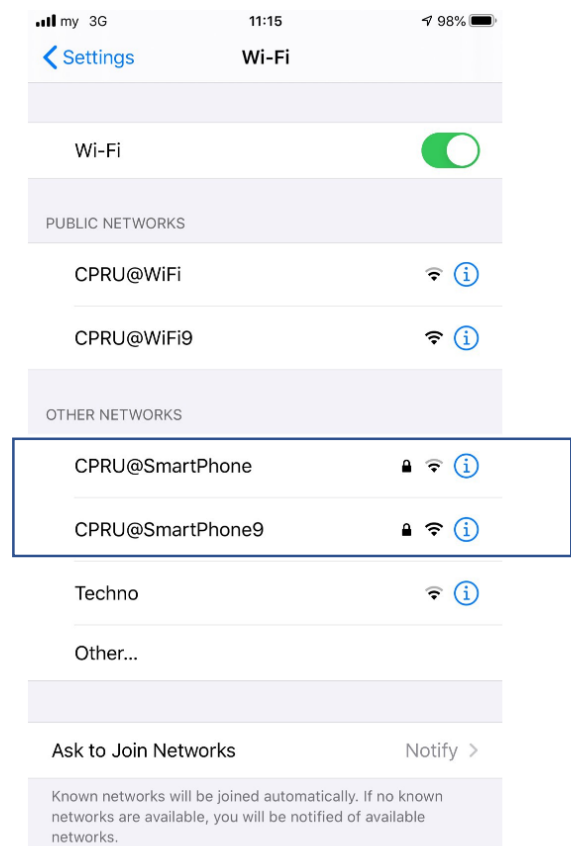 my 3G 11:15 98%
Settings Wi-Fi
Wi-Fi
PUBLIC NETWORKS
CPRU@WiFi
CPRU@WiFi9
OTHER NETWORKS
CPRU@SmartPhone
CPRU@SmartPhone9
Techno
Other...
Ask to Join Networks Notify
Known networks will be joined automatically. If no known
networks are available, you will be notified of available
networks.